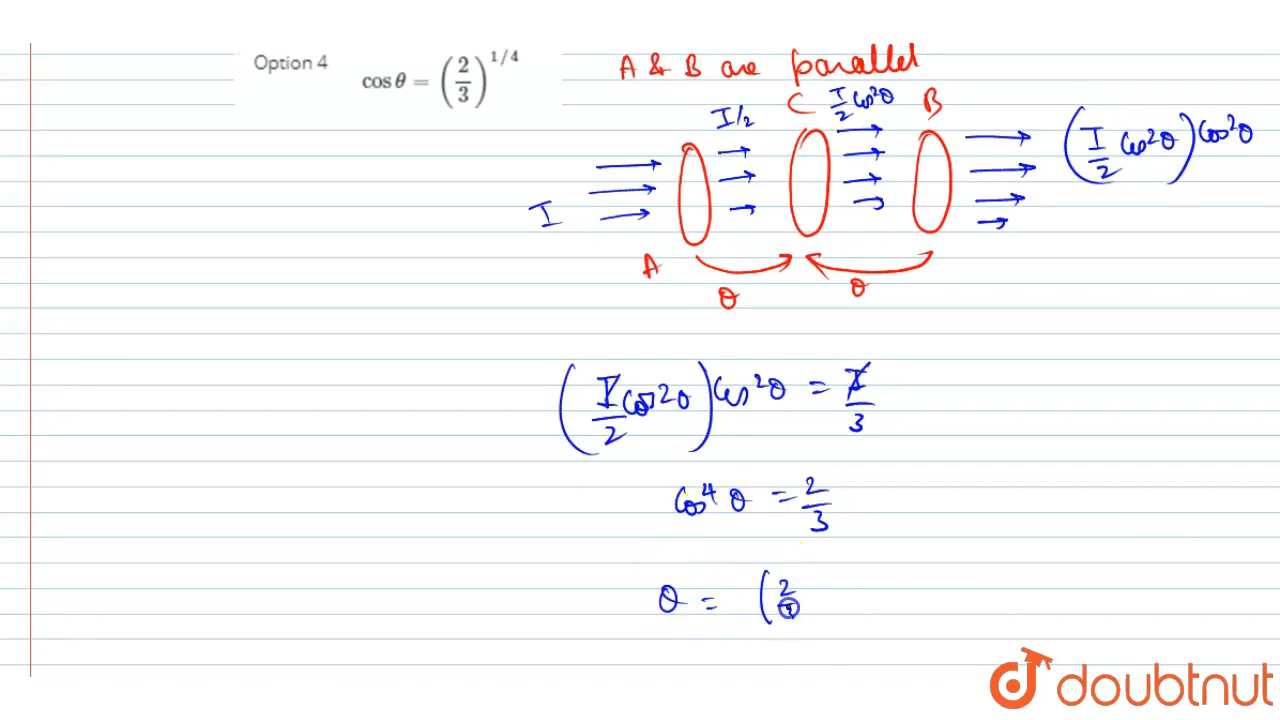 Option 4
cos θ = (2/3)^{1/4}
A & B are parallel
I/2
C
I/2 cos²θ
B
(I/2 cos²θ) cos²θ
I
A
θ
θ
(I/2 cos²θ) cos²θ = I/3
cos⁴ θ = 2/3
θ = (2
doubtnut